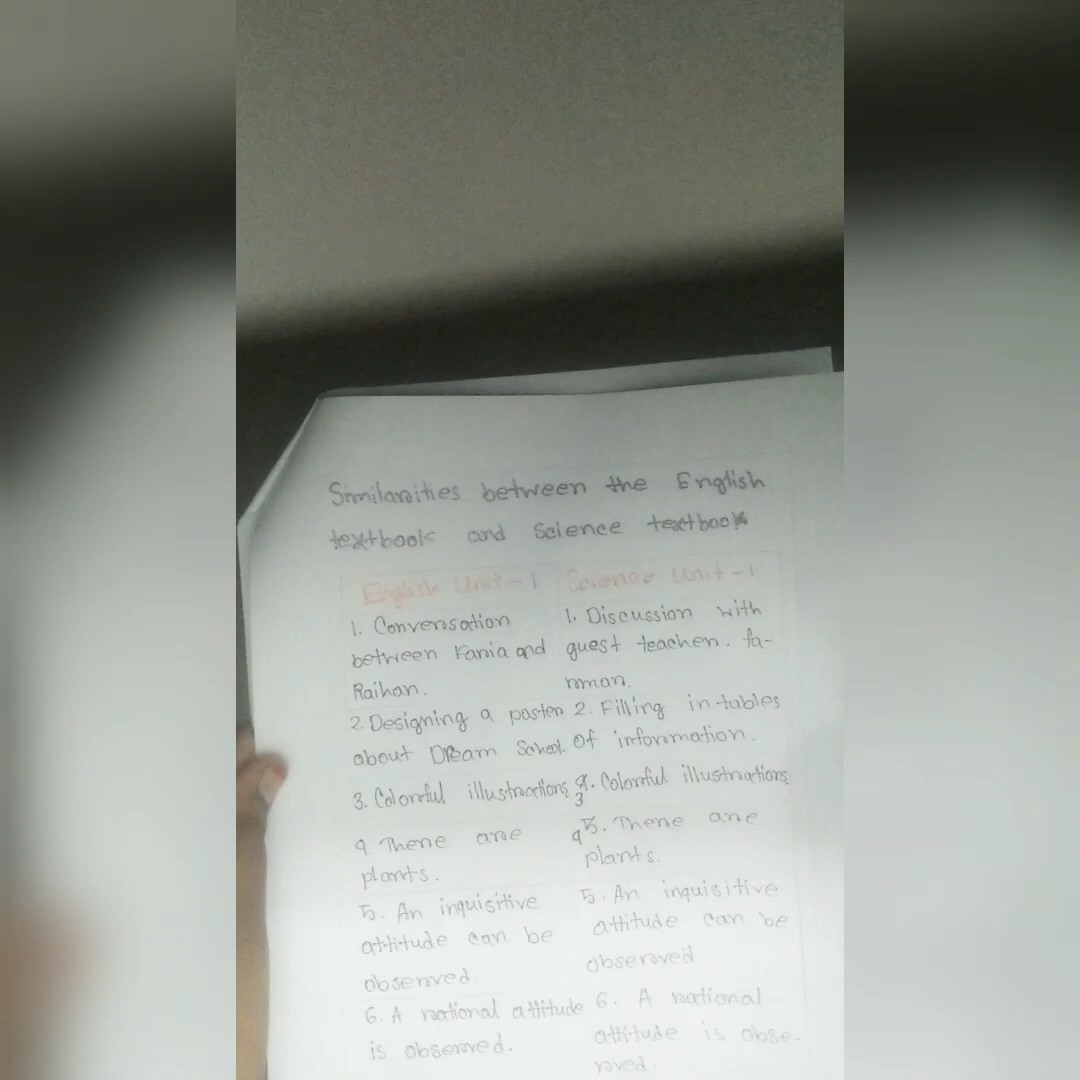 Similarities between the English
textbook and Science textbook
English Unit-1 Science Unit-1
1. Conversation
between Fania and
Raihan.
1. Discussion with
guest teacher. fa-
rman.
2. Designing a poster
about Dream School.
2. Filling in tables
of information.
3. Colorful illustrations
3. Colorful illustrations
4. There are
plants.
4. There are
plants.
5. An inquisitive
attitude can be
observed.
5. An inquisitive
attitude can be
observed
6. A rational attitude
is observed.
6. A rational
attitude is obse-
rved.